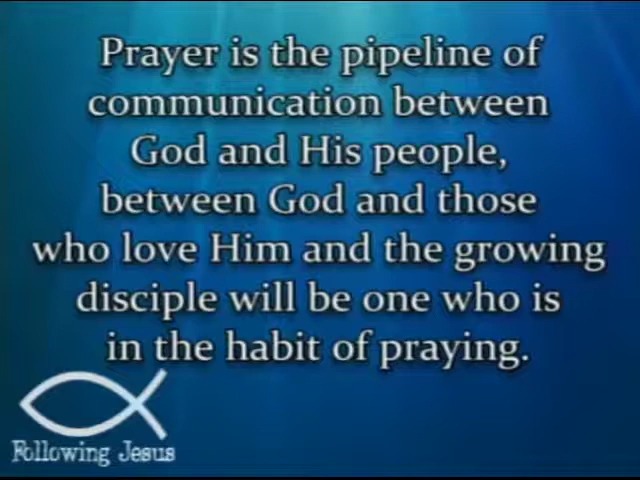 Prayer is the pipeline of
communication between
God and His people,
between God and those
who love Him and the growing
disciple will be one who is
in the habit of praying.
Following Jesus